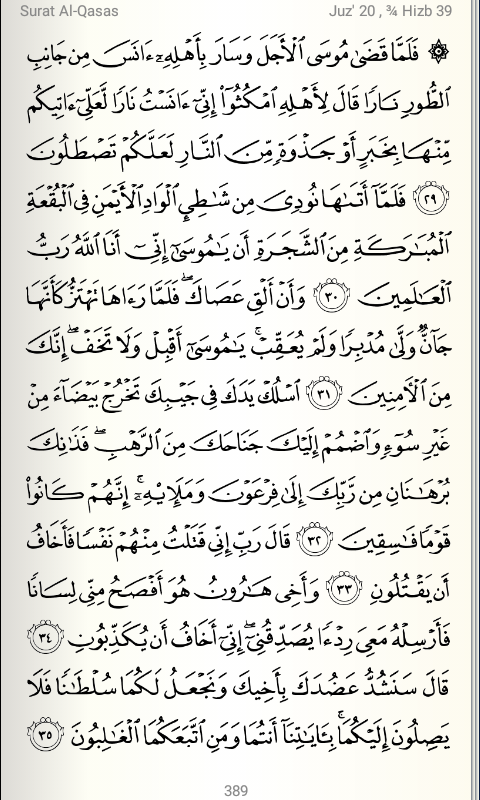 Surat Al-Qasas
Juz' 20 , ¾ Hizb 39
۞ فَلَمَّا قَضَىٰ مُوسَى ٱلْأَجَلَ وَسَارَ بِأَهْلِهِۦٓ ءَانَسَ مِن جَانِبِ
ٱلطُّورِ نَارًا قَالَ لِأَهْلِهِ ٱمْكُثُوٓا۟ إِنِّىٓ ءَانَسْتُ نَارًا لَّعَلِّىٓ ءَاتِيكُم
مِّنْهَا بِخَبَرٍ أَوْ جَذْوَةٍ مِّنَ ٱلنَّارِ لَعَلَّكُمْ تَصْطَلُونَ
٢٩ فَلَمَّآ أَتَىٰهَا نُودِىَ مِن شَٰطِئِ ٱلْوَادِ ٱلْأَيْمَنِ فِى ٱلْبُقْعَةِ
ٱلْمُبَٰرَكَةِ مِنَ ٱلشَّجَرَةِ أَن يَٰمُوسَىٰٓ إِنِّىٓ أَنَا ٱللَّهُ رَبُّ
ٱلْعَٰلَمِينَ ٣٠ وَأَنْ أَلْقِ عَصَاكَ ۖ فَلَمَّا رَءَاهَا تَهْتَزُّ كَأَنَّهَا
جَآنٌّ وَلَّىٰ مُدْبِرًا وَلَمْ يُعَقِّبْ ۚ يَٰمُوسَىٰٓ أَقْبِلْ وَلَا تَخَفْ ۖ إِنَّكَ
مِنَ ٱلْءَامِنِينَ ٣١ ٱسْلُكْ يَدَكَ فِى جَيْبِكَ تَخْرُجْ بَيْضَآءَ مِنْ
غَيْرِ سُوٓءٍ وَٱضْمُمْ إِلَيْكَ جَنَاحَكَ مِنَ ٱلرَّهْبِ ۖ فَذَٰنِكَ
بُرْهَٰنَانِ مِن رَّبِّكَ إِلَىٰ فِرْعَوْنَ وَمَلَإِي۟هِۦٓ ۚ إِنَّهُمْ كَانُوا۟
قَوْمًا فَٰسِقِينَ ٣٢ قَالَ رَبِّ إِنِّى قَتَلْتُ مِنْهُمْ نَفْسًا فَأَخَافُ
أَن يَقْتُلُونِ ٣٣ وَأَخِى هَٰرُونُ هُوَ أَفْصَحُ مِنِّى لِسَانًا
فَأَرْسِلْهُ مَعِىَ رِدْءًا يُصَدِّقُنِىٓ ۖ إِنِّىٓ أَخَافُ أَن يُكَذِّبُونِ ٣٤
قَالَ سَنَشُدُّ عَضُدَكَ بِأَخِيكَ وَنَجْعَلُ لَكُمَا سُلْطَٰنًا فَلَا
يَصِلُونَ إِلَيْكُمَا ۚ بِـَٔايَٰتِنَآ أَنتُمَا وَمَنِ ٱتَّبَعَكُمَا ٱلْغَٰلِبُونَ ٣٥
389